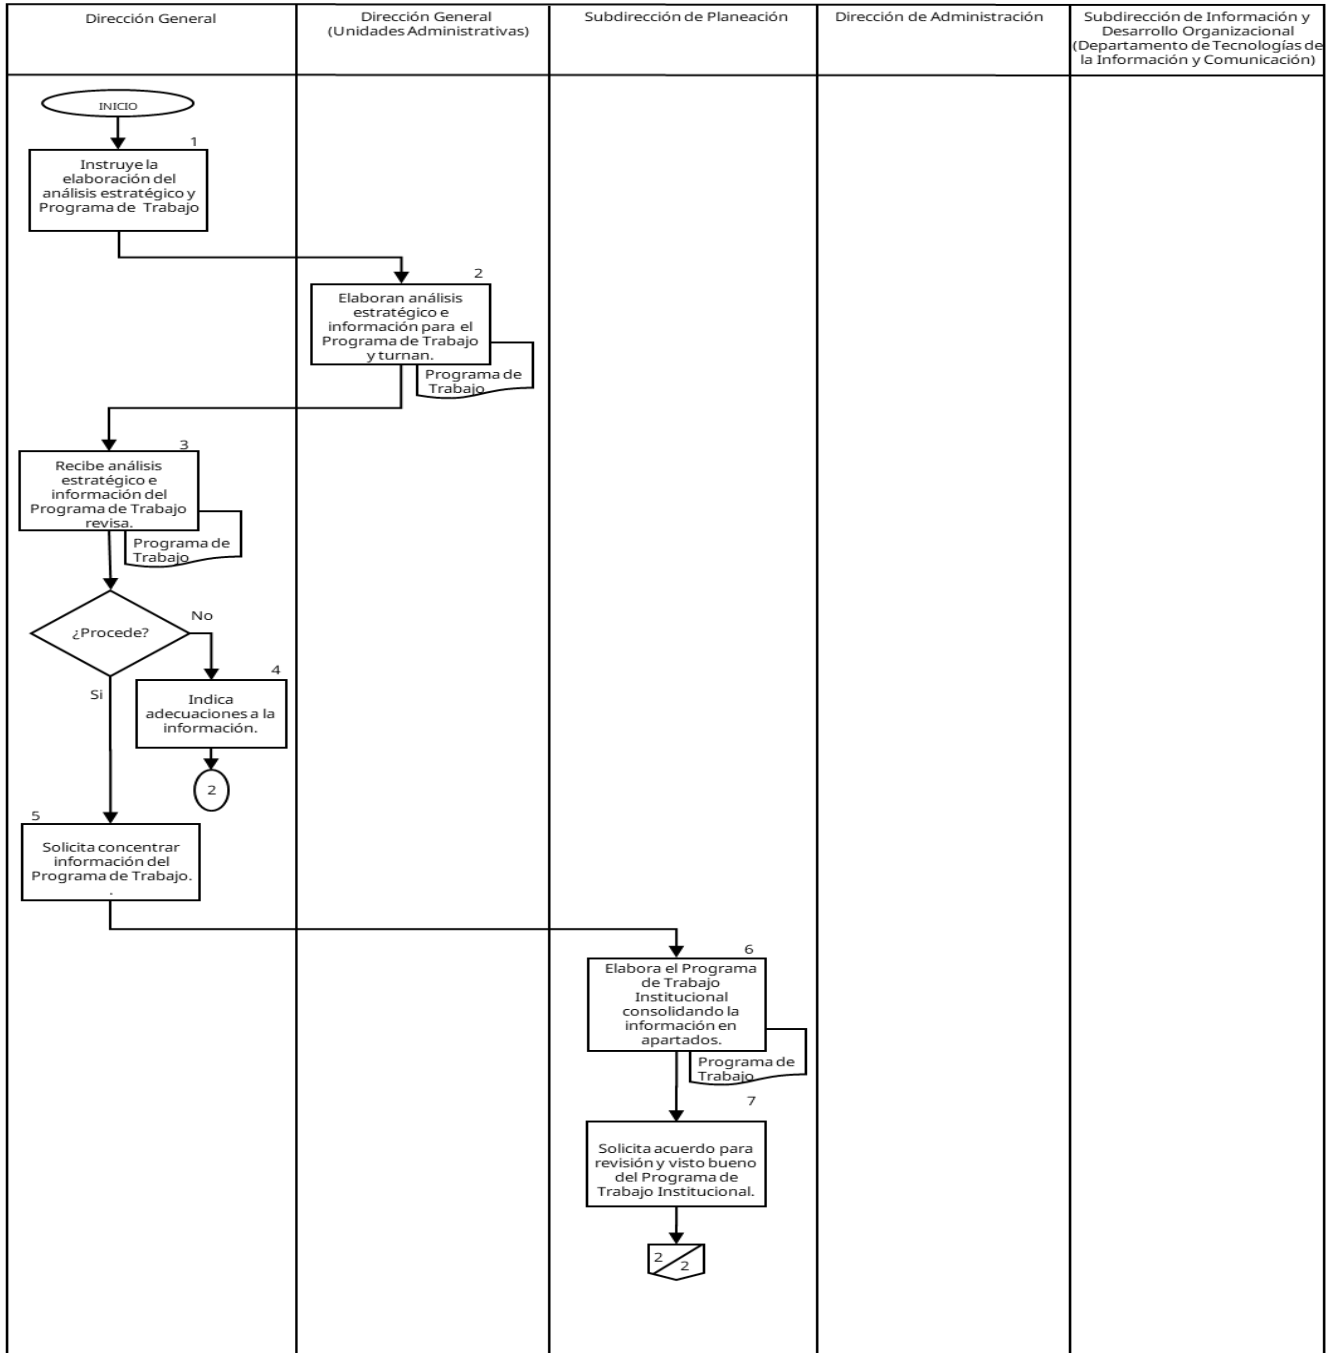 Dirección General
Dirección General
(Unidades Administrativas)
Subdirección de Planeación
Dirección de Administración
Subdirección de Información y
Desarrollo Organizacional
(Departamento de Tecnologías de
la Información y Comunicación)
INICIO
1
Instruye la
elaboración del
análisis estratégico y
Programa de Trabajo
2
Elaboran análisis
estratégico e
información para el
Programa de Trabajo
y turnan.
Programa de
Trabajo
3
Recibe análisis
estratégico e
información del
Programa de Trabajo
revisa.
Programa de
Trabajo
¿Procede?
No
Si
4
Indica
adecuaciones a la
información.
2
5
Solicita concentrar
información del
Programa de Trabajo.
.
6
Elabora el Programa
de Trabajo
Institucional
consolidando la
información en
apartados.
Programa de
Trabajo
7
Solicita acuerdo para
revisión y visto bueno
del Programa de
Trabajo Institucional.
2
2